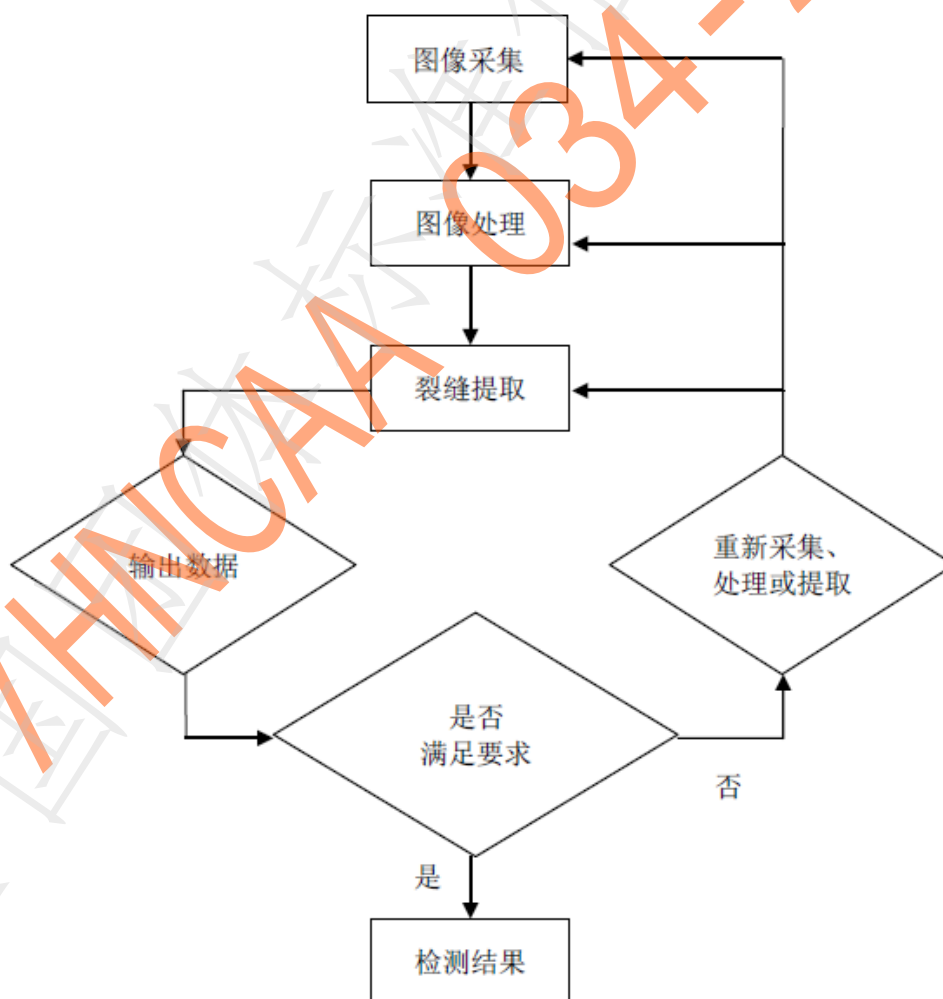 图像采集
图像处理
裂缝提取
输出数据
重新采集、
处理或提取
是否
满足要求
否
是
检测结果
HNCAA 034-